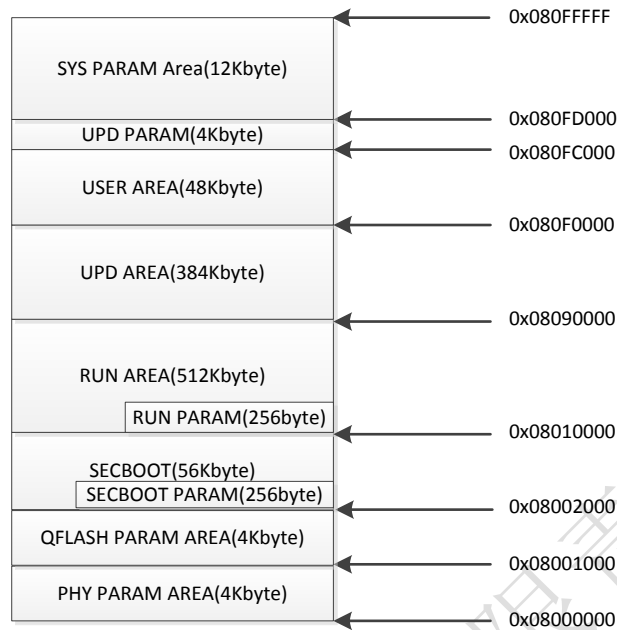 0x080FFFFF
SYS PARAM Area(12Kbyte)
0x080FD000
UPD PARAM(4Kbyte)
0x080FC000
USER AREA(48Kbyte)
0x080F0000
UPD AREA(384Kbyte)
0x08090000
RUN AREA(512Kbyte)
RUN PARAM(256byte)
0x08010000
SECBOOT(56Kbyte)
SECBOOT PARAM(256byte)
0x08002000
QFLASH PARAM AREA(4Kbyte)
0x08001000
PHY PARAM AREA(4Kbyte)
0x08000000